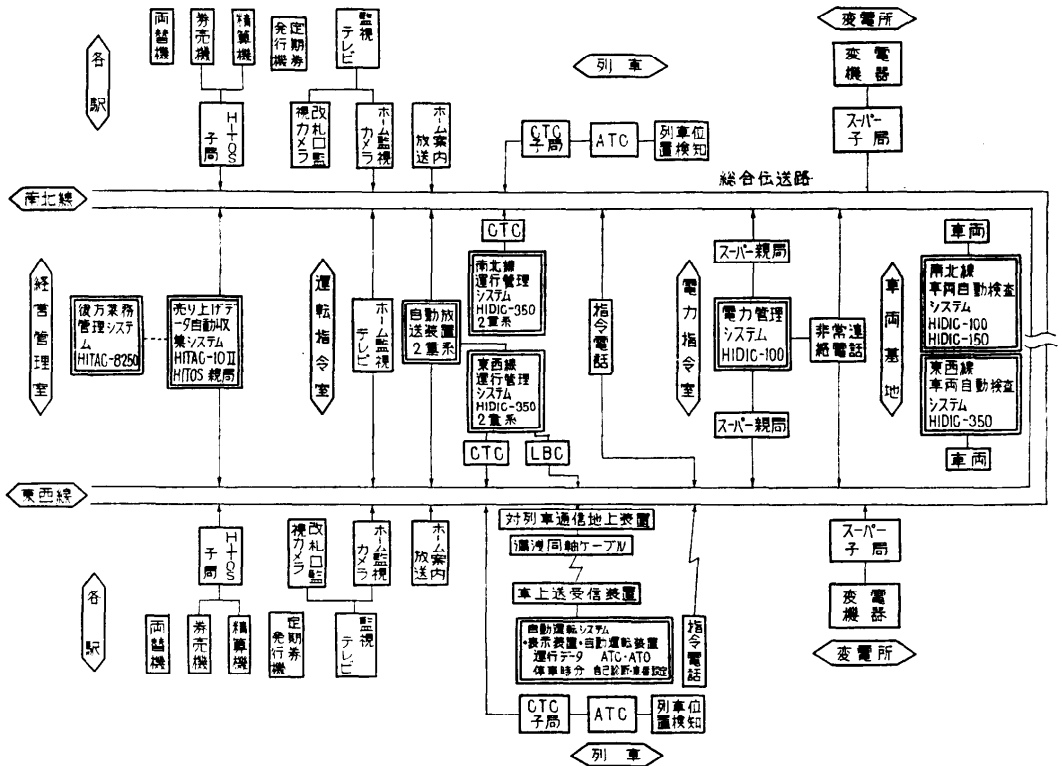 変電所
各駅
両替機
券売機
精算機
定期券
発行機
監視
テレビ
列車
変電
機器
HITOS
子局
改札口監
視カメラ
ホーム監視
カメラ
ホーム案内
放送
CTC
子局
ATC
列車位
置検知
スーパー
子局
総合伝送路
南北線
CTC
スーパー親局
車両
経営管理室
後方業務
管理システ
ム
HITAC-8250
売り上げデ
ータ自動収
集システム
HITAC-10Ⅱ
HITOS 親局
運転指令室
ホーム監視
テレビ
自動放
送装置
2重系
南北線
運行管理
システム
HIDIC-350
2重系
東西線
運行管理
システム
HIDIC-350
2重系
指令電話
電力指令室
電力管理
システム
HIDIC-100
非常連
絡電話
車両基地
南北線
車両自動検査
システム
HIDIC-100
HIDIC-150
東西線
車両自動検査
システム
HIDIC-350
スーパー親局
CTC
LBC
車両
東西線
HITOS
子局
改札口監
視カメラ
ホーム監視
カメラ
ホーム案内
放送
対列車通信地上装置
漏洩同軸ケーブル
スーパー
子局
各駅
両替機
券売機
精算機
定期券
発行機
監視
テレビ
車上送受信装置
自動運転システム
•表示装置•自動運転装置
運行データ ATC・ATO
停車時分 自己診断
指令電話
変電
機器
変電所
CTC
子局
ATC
列車位
置検知
列車